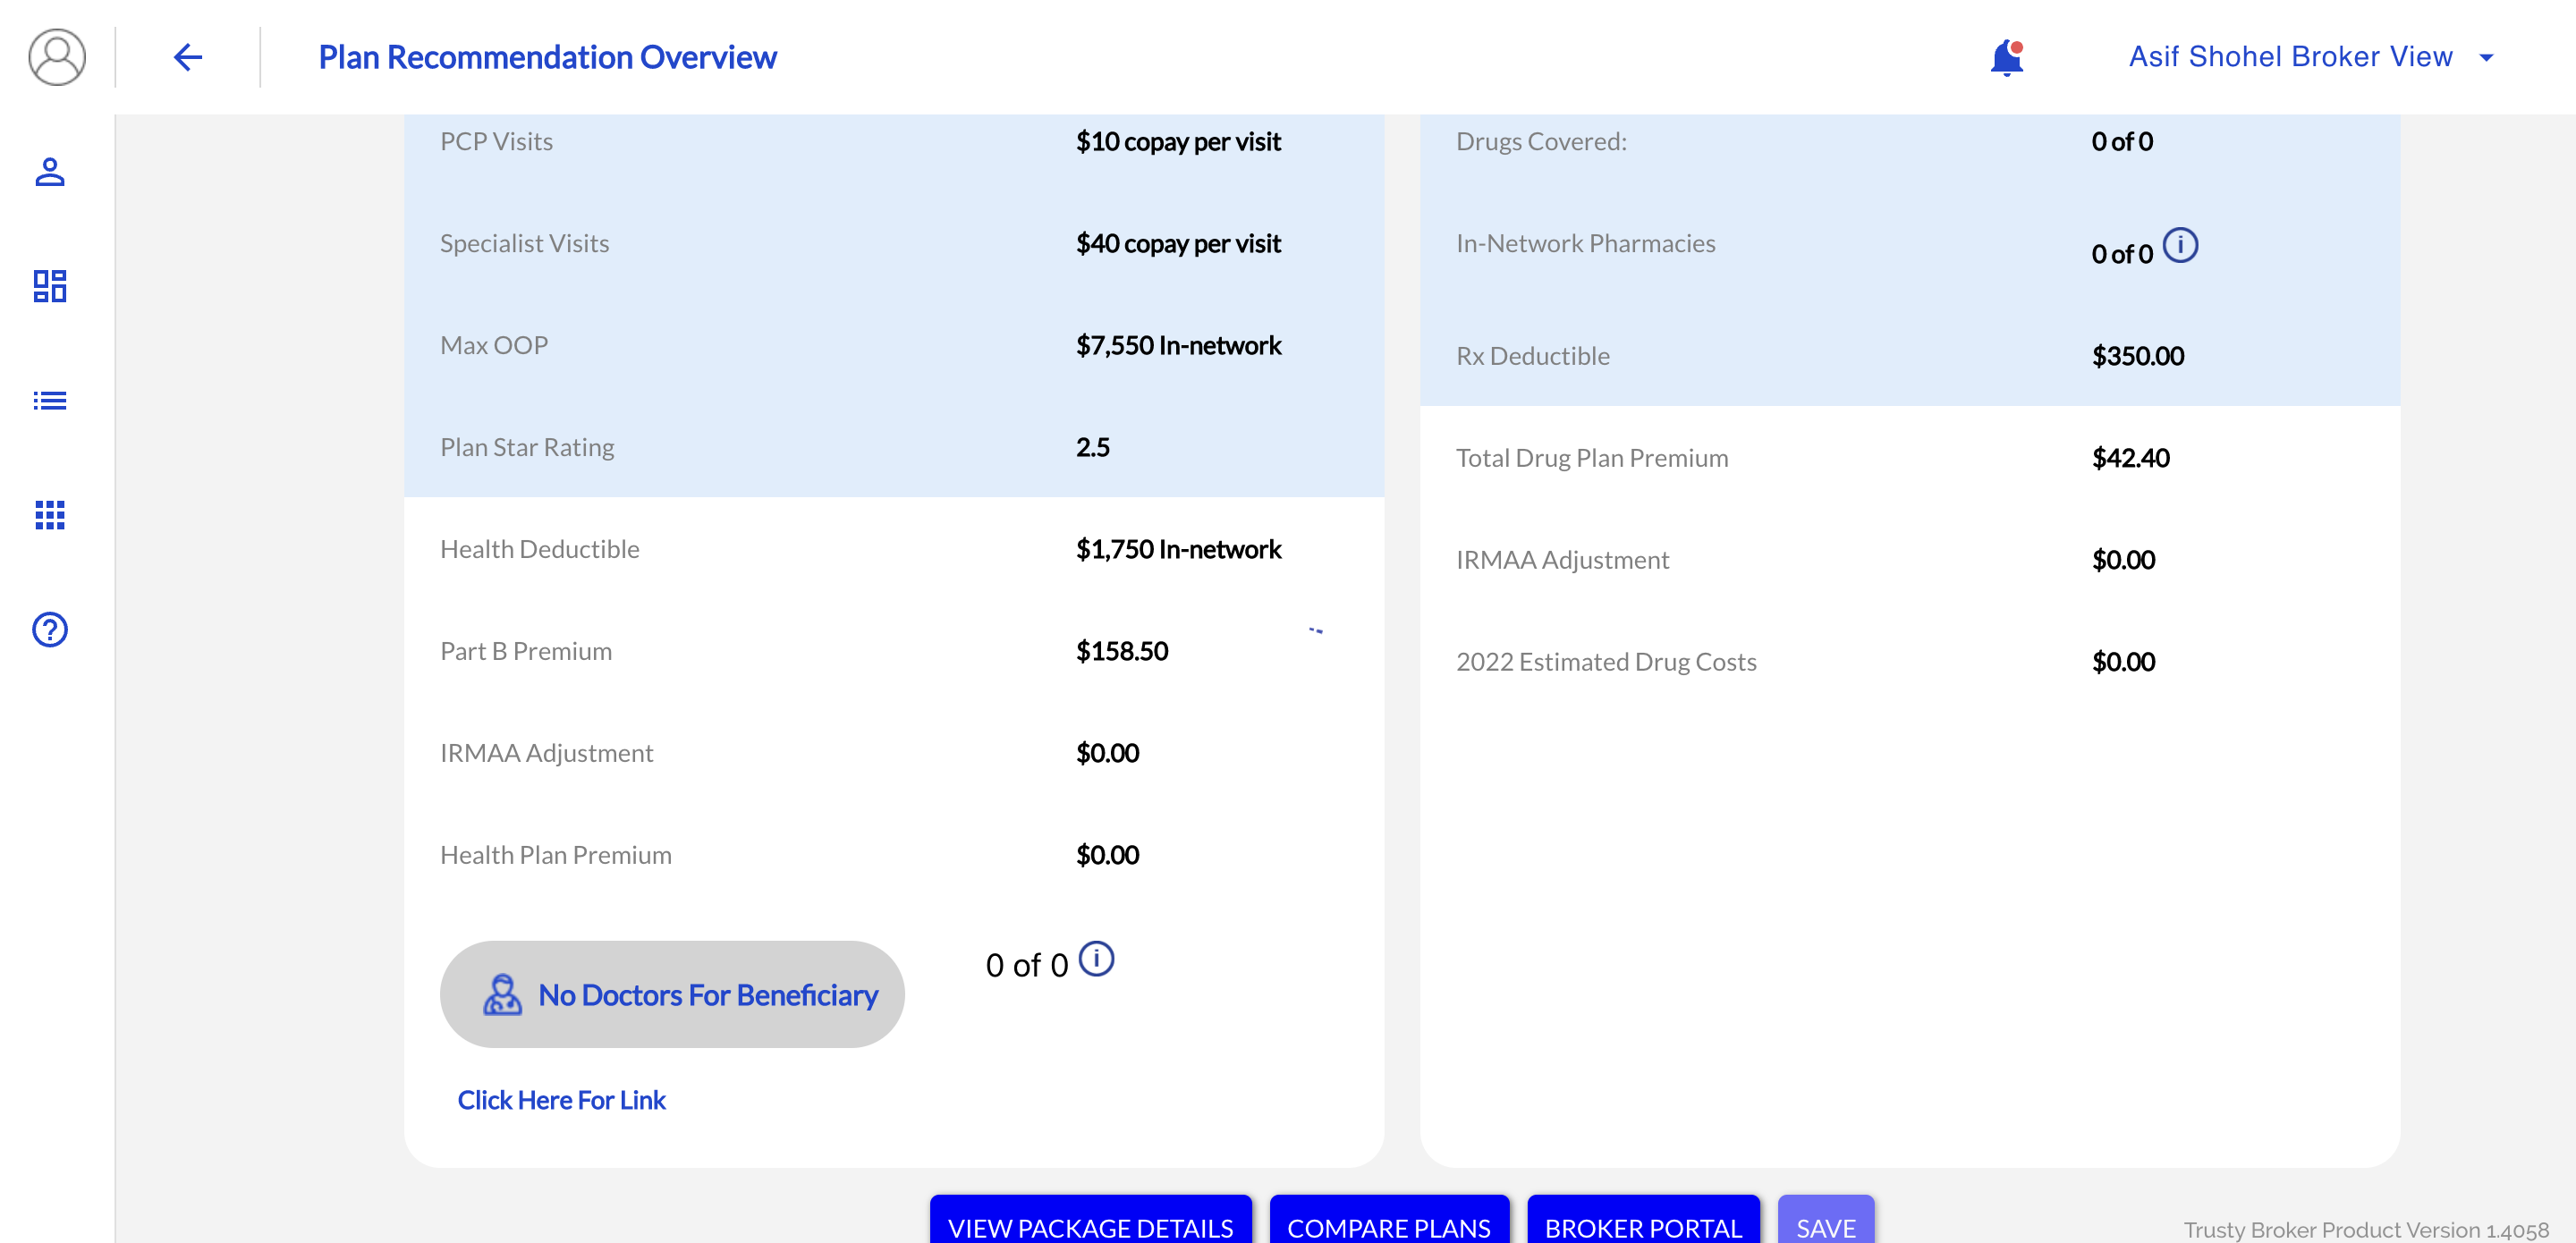 Plan Recommendation Overview
Asif Shohel Broker View
PCP Visits $10 copay per visit
Specialist Visits $40 copay per visit
Max OOP $7,550 In-network
Plan Star Rating 2.5
Health Deductible $1,750 In-network
Part B Premium $158.50
IRMAA Adjustment $0.00
Health Plan Premium $0.00
No Doctors For Beneficiary 0 of 0
Click Here For Link
Drugs Covered: 0 of 0
In-Network Pharmacies 0 of 0
Rx Deductible $350.00
Total Drug Plan Premium $42.40
IRMAA Adjustment $0.00
2022 Estimated Drug Costs $0.00
VIEW PACKAGE DETAILS COMPARE PLANS BROKER PORTAL SAVE
Trusty Broker Product Version 1.4058